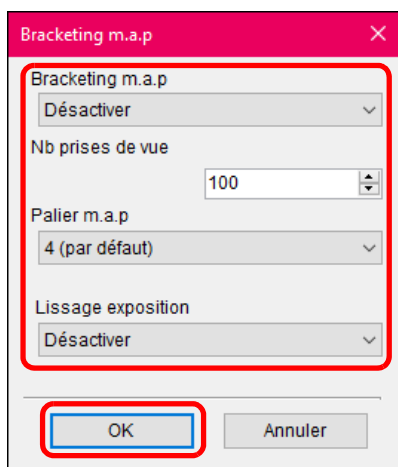 Bracketing m.a.p
Bracketing m.a.p
Désactiver
Nb prises de vue
100
Palier m.a.p
4 (par défaut)
Lissage exposition
Désactiver
OK Annuler